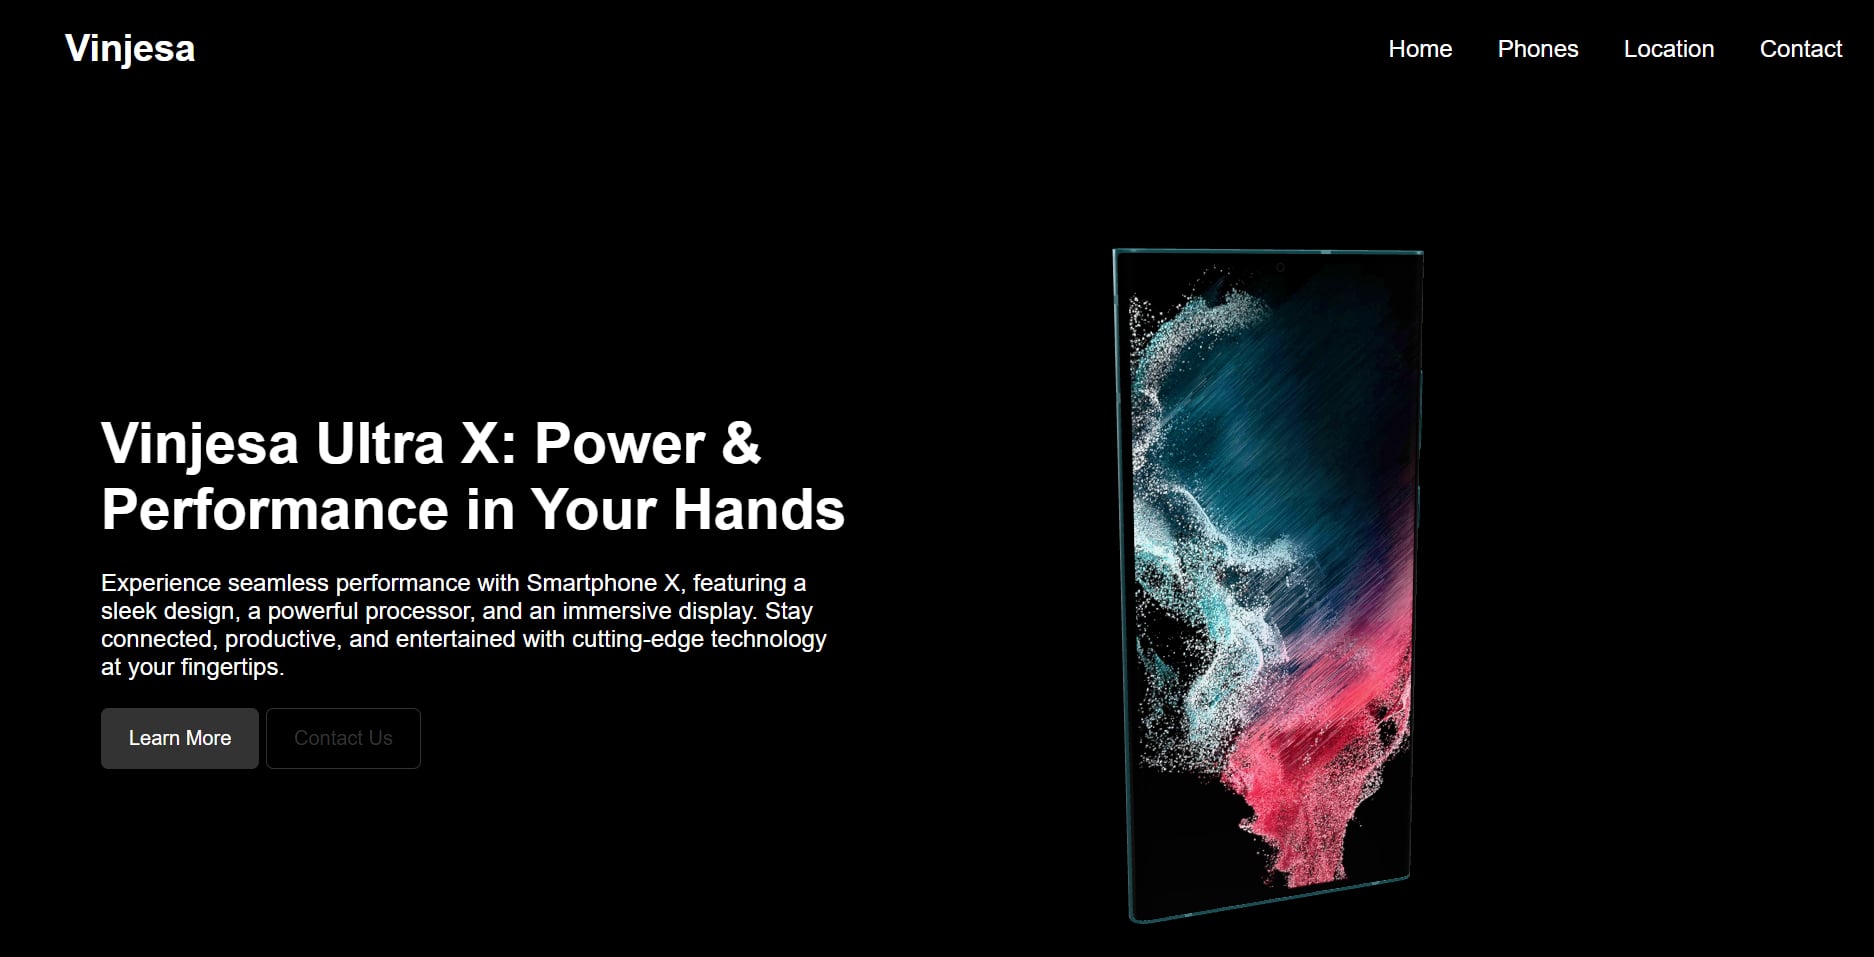 Vinjesa
Home Phones Location Contact
Vinjesa Ultra X: Power &
Performance in Your Hands
Experience seamless performance with Smartphone X, featuring a
sleek design, a powerful processor, and an immersive display. Stay
connected, productive, and entertained with cutting-edge technology
at your fingertips.
Learn More Contact Us